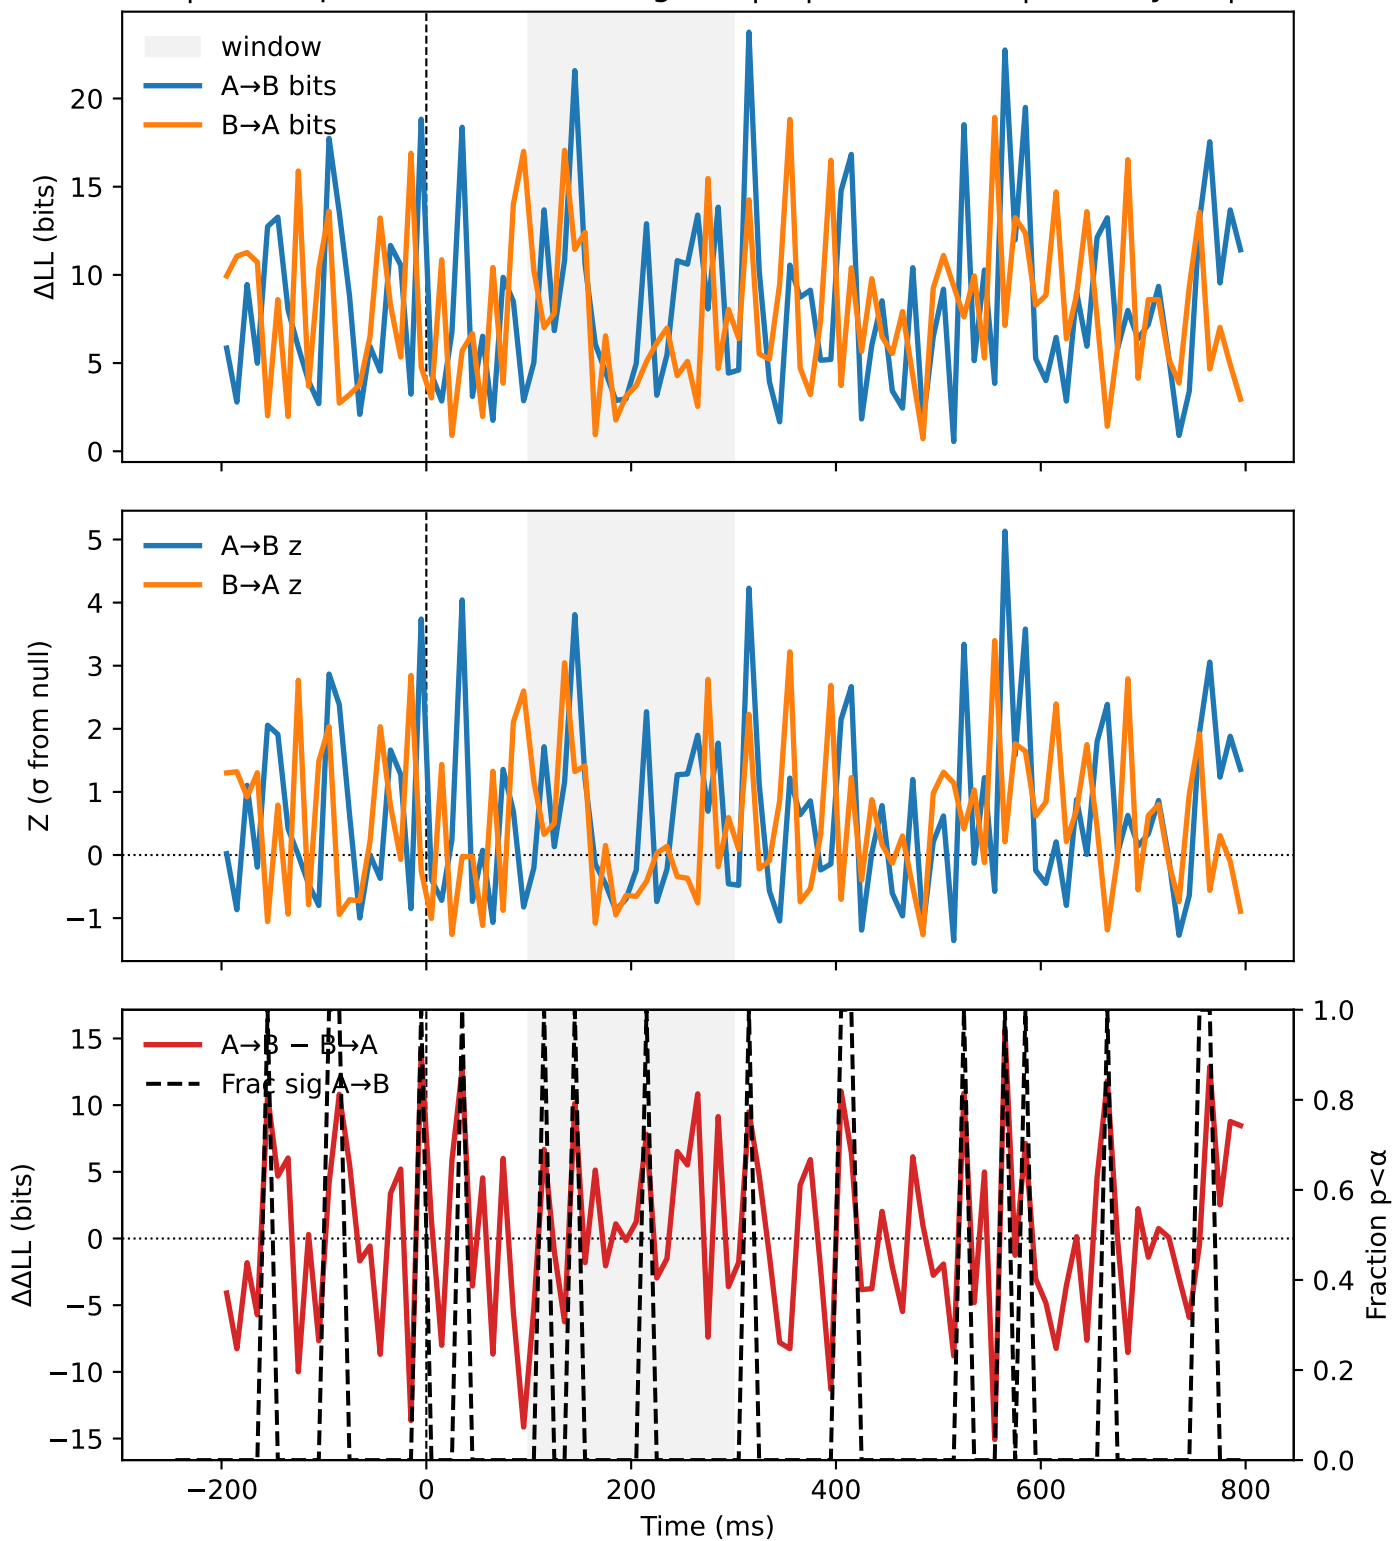 window
A→B bits
B→A bits
ΔLL (bits)
20
15
10
5
0
A→B z
B→A z
Z (σ from null)
5
4
3
2
1
0
−1
A→B − B→A
Frac sig A→B
ΔΔLL (bits)
15
10
5
0
−5
−10
−15
1.0
0.8
0.6
0.4
0.2
0.0
Fraction p<α
−200 0 200 400 600 800
Time (ms)